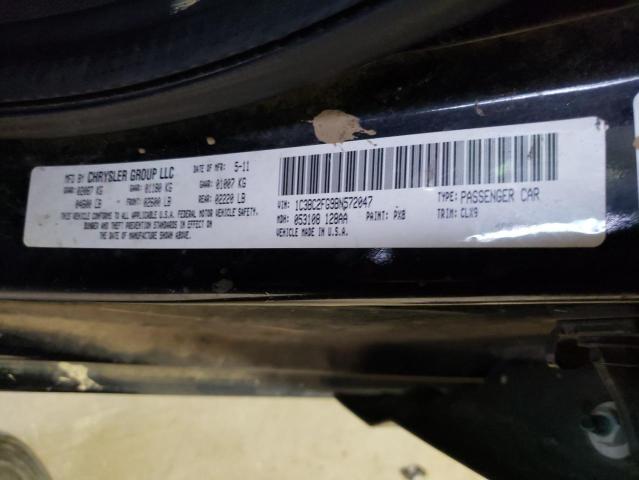 MFD BY CHRYSLER GROUP LLC DATE OF MFR: 5-11
GVWR: 02087 KG GAWR: 01180 KG GAWR: 01007 KG
04600 LB FRONT: 02600 LB REAR: 02220 LB
THIS VEHICLE CONFORMS TO ALL APPLICABLE U.S.A. FEDERAL MOTOR VEHICLE SAFETY,
BUMPER AND THEFT PREVENTION STANDARDS IN EFFECT ON
THE DATE OF MANUFACTURE SHOWN ABOVE.
VIN: 1C3BC2FG9BN572047 TYPE: PASSENGER CAR
MDH: 053108 128AA PAINT: PX8 TRIM: CLX9
VEHICLE MADE IN U.S.A.